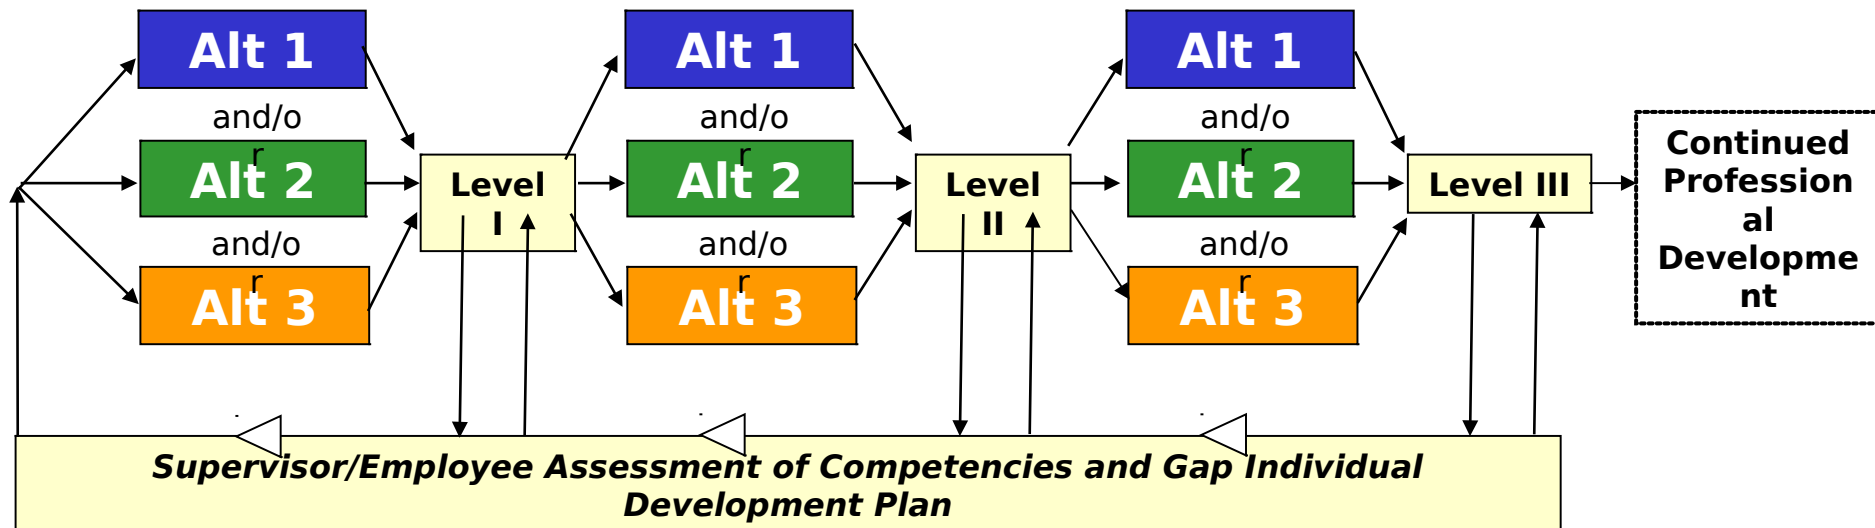 Alt 1
and/o
r
Alt 2
and/o
r
Alt 3
Level
I
Alt 1
and/o
r
Alt 2
and/o
r
Alt 3
Level
II
Alt 1
and/o
r
Alt 2
and/o
r
Alt 3
Level III
Continued
Profession
al
Developme
nt
Supervisor/Employee Assessment of Competencies and Gap Individual
Development Plan